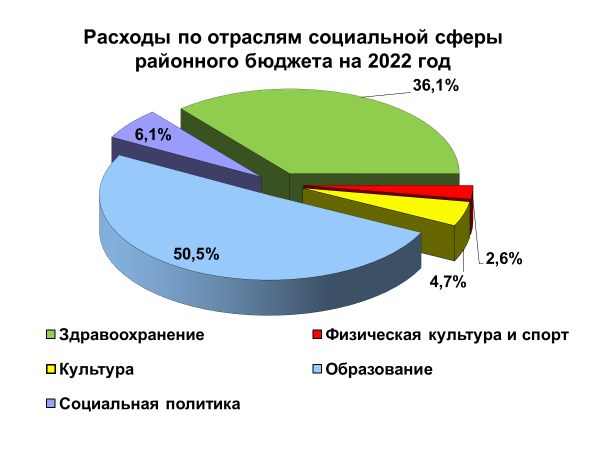 Расходы по отраслям социальной сферы
районного бюджета на 2022 год
36,1%
6,1%
50,5%
2,6%
4,7%
Здравоохранение
Физическая культура и спорт
Культура
Образование
Социальная политика